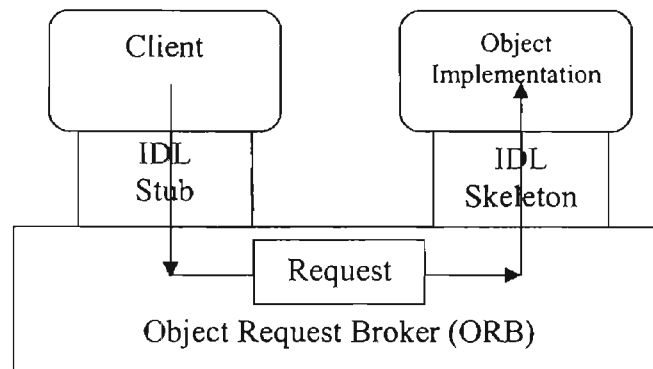 Client
Object
Implementation
IDL
Stub
IDL
Skeleton
Request
Object Request Broker (ORB)